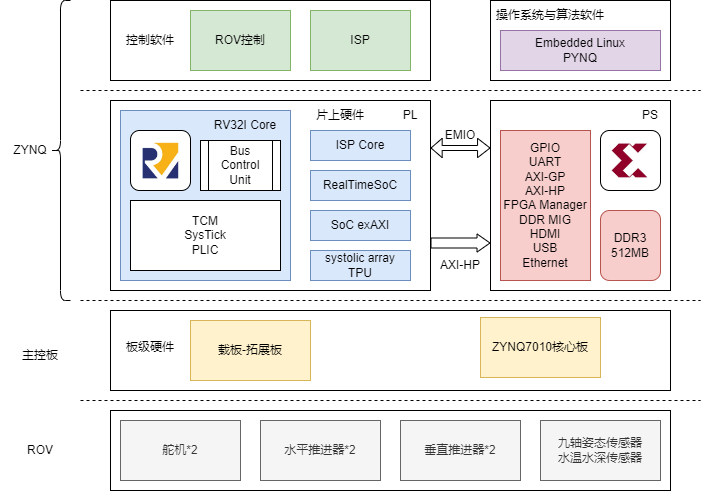 控制软件
ROV控制
ISP
操作系统与算法软件
Embedded Linux
PYNQ
ZYNQ
RV32I Core
Bus
Control
Unit
TCM
SysTick
PLIC
片上硬件
PL
ISP Core
RealTimeSoC
SoC exAXI
systolic array
TPU
EMIO
AXI-HP
PS
GPIO
UART
AXI-GP
AXI-HP
FPGA Manager
DDR MIG
HDMI
USB
Ethernet
DDR3
512MB
主控板
板级硬件
载板-拓展板
ZYNQ7010核心板
ROV
舵机*2
水平推进器*2
垂直推进器*2
九轴姿态传感器
水温水深传感器